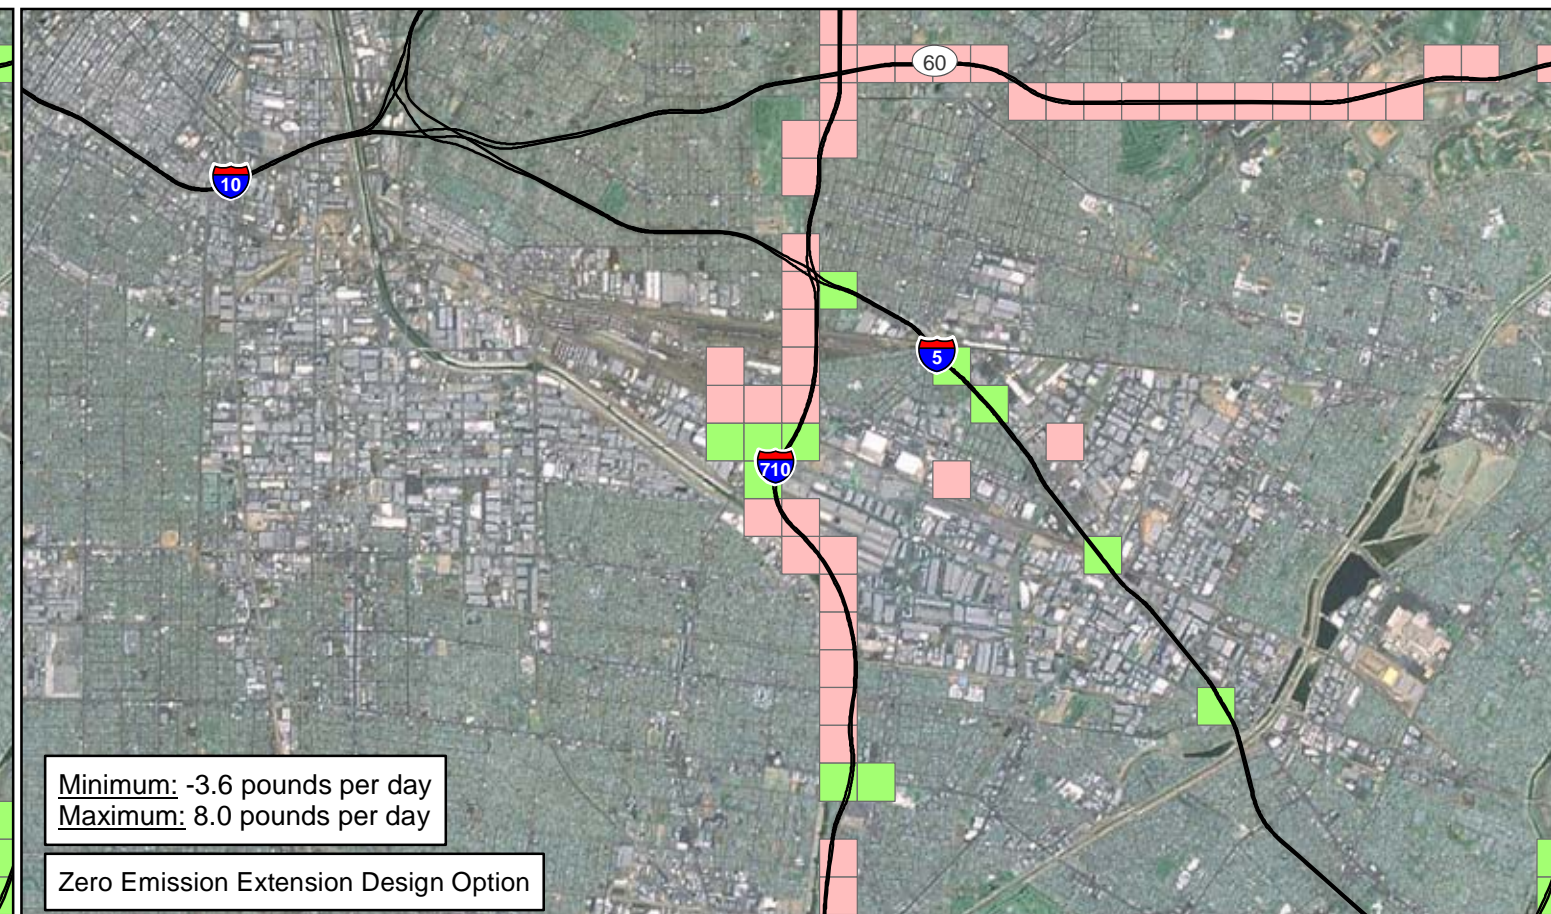 60
10
5
710
Minimum: -3.6 pounds per day
Maximum: 8.0 pounds per day
Zero Emission Extension Design Option